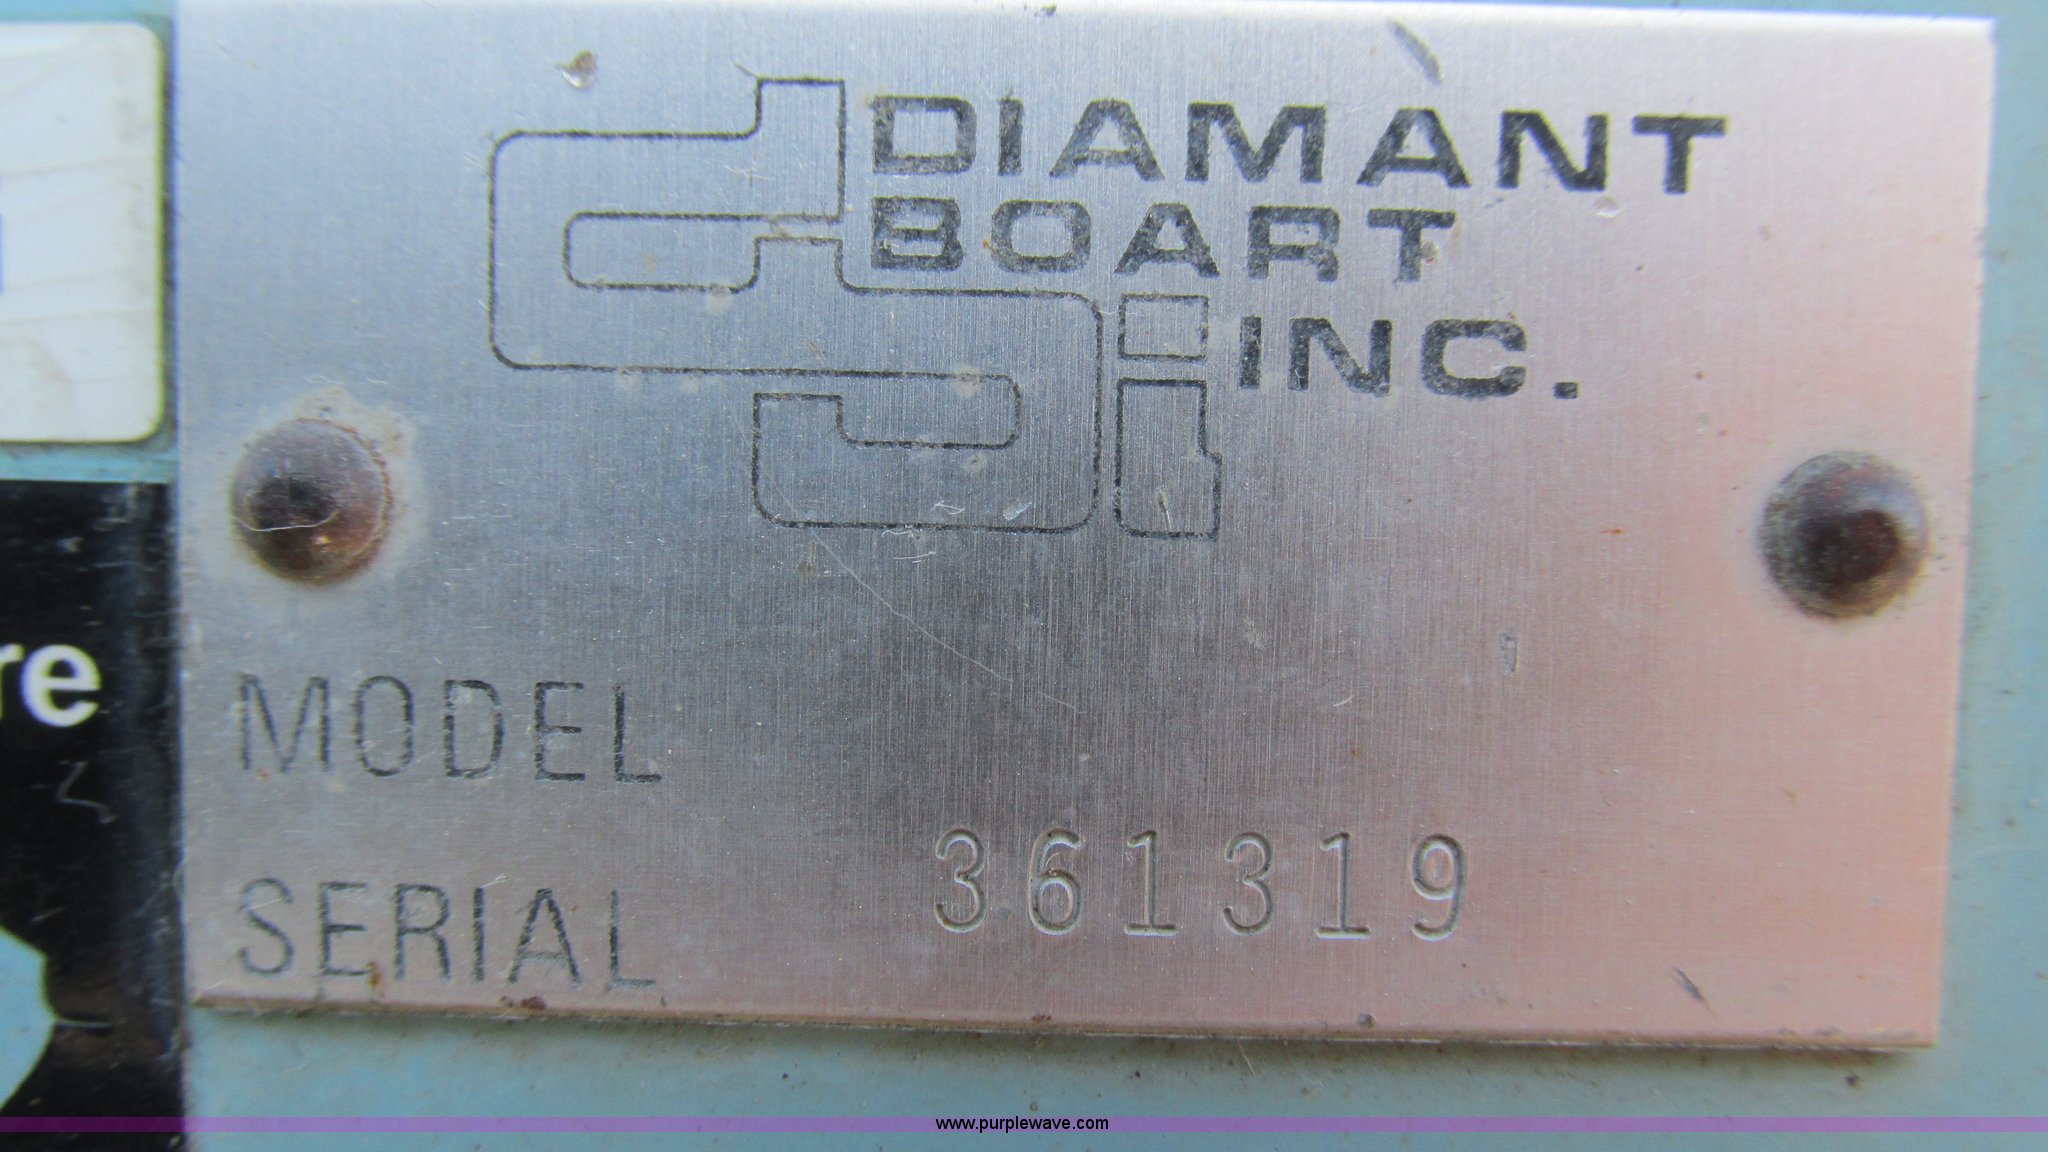 DIAMANT
BOART
INC.
re
MODEL
SERIAL 361319
www.purplewave.com